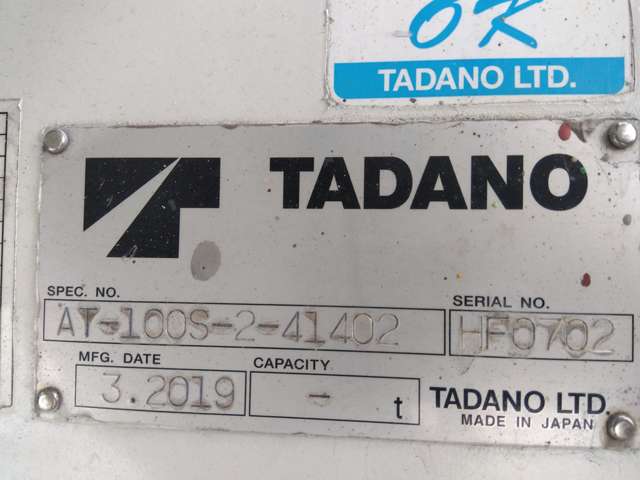 OK
TADANO LTD.
TADANO
SPEC. NO.
SERIAL NO.
AT-100S-2-41402
HF0702
MFG. DATE
CAPACITY
3.2019
- t
TADANO LTD.
MADE IN JAPAN